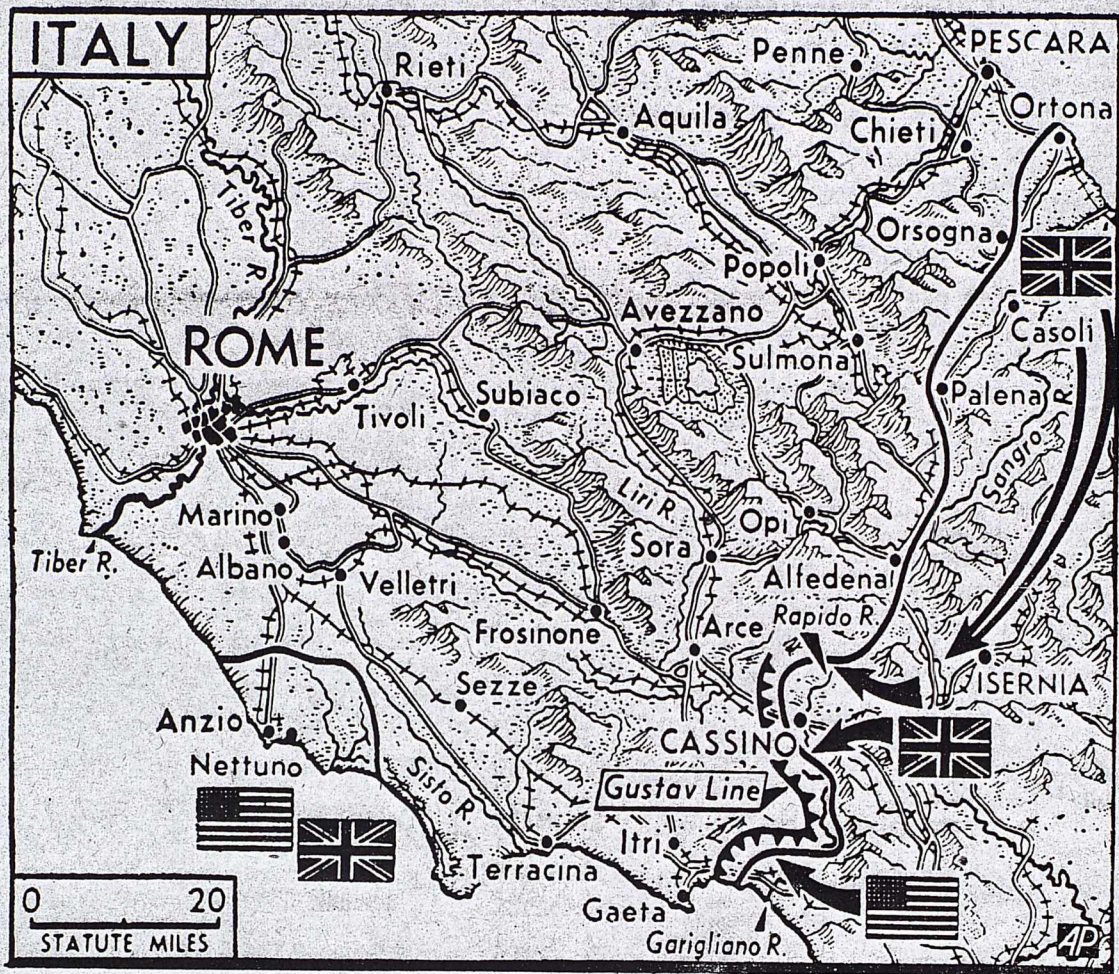 ITALY
Rieti
Penne
PESCARA
Aquila
Chieti
Ortona
Tiber R.
Orsogna
Popoli
Avezzano
Casoli
ROME
Sulmona
Subiaco
Palena
Tivoli
Sangro R.
Liri R.
Marino
Opi
Tiber R.
Albano
Sora
Velletri
Alfedena
Frosinone
Arce
Rapido R.
Sezze
ISERNIA
Anzio
CASSINO
Nettuno
Sisto R.
Gustav Line
Itri
Terracina
0 20
STATUTE MILES
Gaeta
Garigliano R.
AP